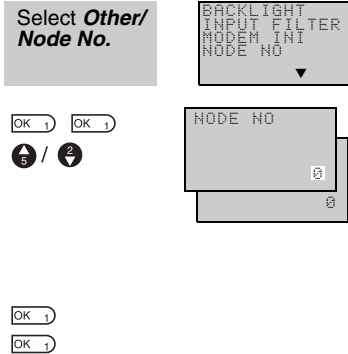 Select Other/
Node No.
BACKLIGHT
INPUT FILTER
MODEM INI
NODE NO
▼
OK 1 OK 1
5 / 2
NODE NO
0
0
OK 1
OK 1